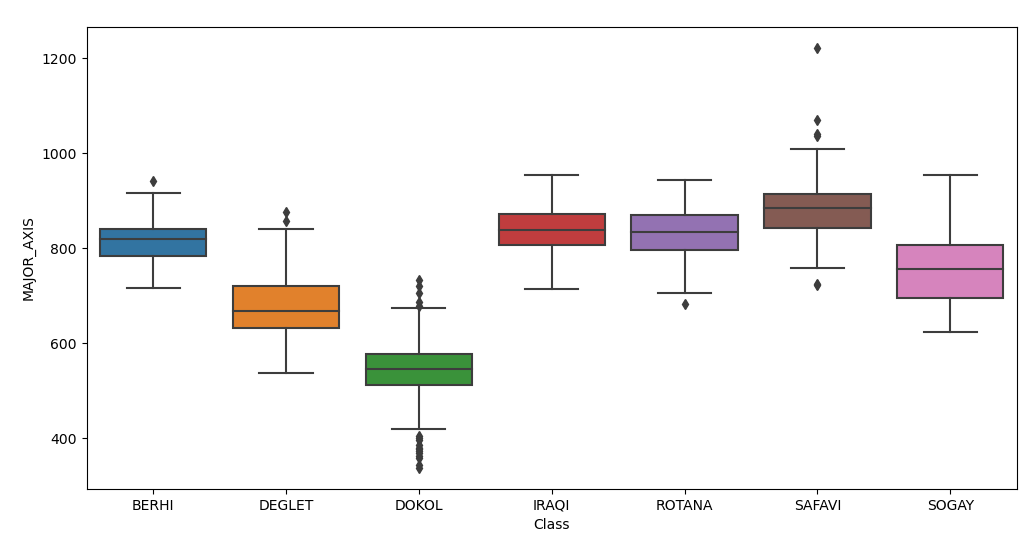 1200
1000
800
600
400
MAJOR_AXIS
BERHI DEGLET DOKOL IRAQI ROTANA SAFAVI SOGAY
Class